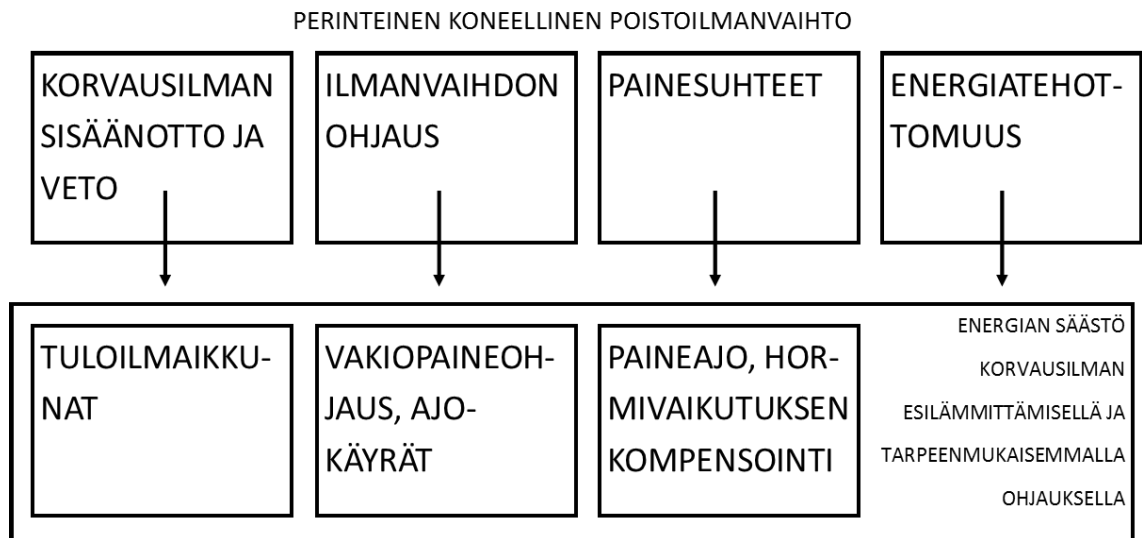 PERINTEINEN KONEELLINEN POISTOILMANVAIHTO
KORVAUSILMAN
SISÄÄNOTTO JA
VETO
ILMANVAIHDON
OHJAUS
PAINESUHTEET
ENERGIATEHOT-
TOMUUS
TULOILMAIKKU-
NAT
VAKIOPAINEOH-
JAUS, AJO-
KÄYRÄT
PAINEAJO, HOR-
MIVAIKUTUKSEN
KOMPENSOINTI
ENERGIAN SÄÄSTÖ
KORVAUSILMAN
ESILÄMMITTÄMISELLÄ JA
TARPEENMUKAISEMMALLA
OHJAUKSELLA